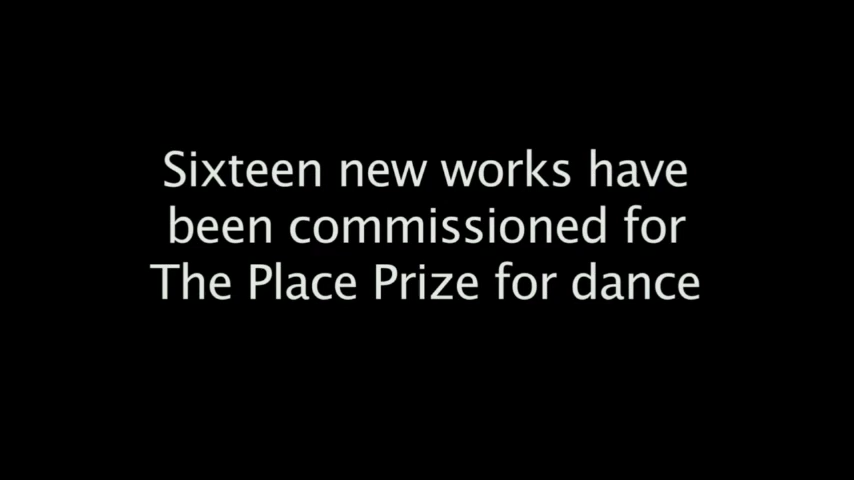 Sixteen new works have
been commissioned for
The Place Prize for dance